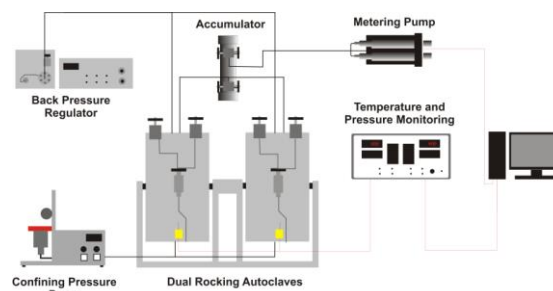 Accumulator
Metering Pump
Back Pressure
Regulator
Temperature and
Pressure Monitoring
Confining Pressure
Dual Rocking Autoclaves